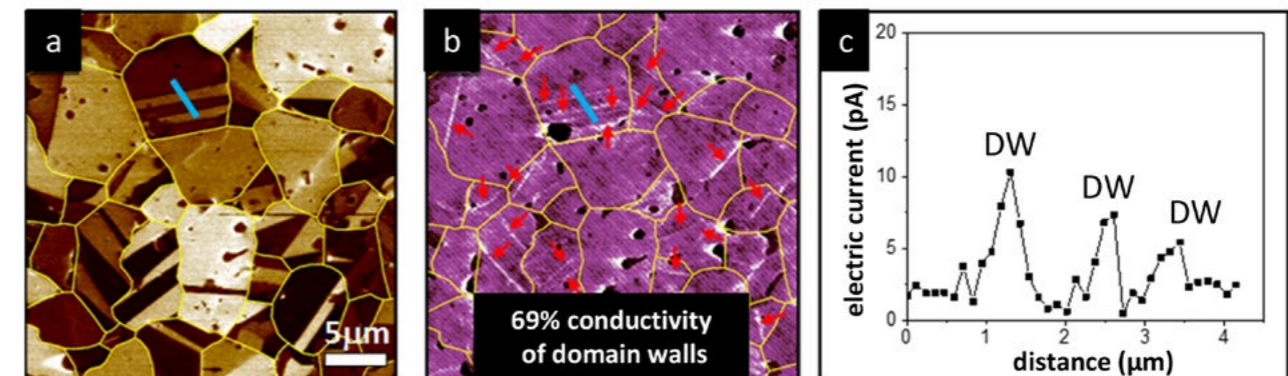 a
5μm
b
69% conductivity
of domain walls
c
electric current (pA)
20
15
10
5
0
DW
DW
DW
0
1
2
3
4
distance (μm)